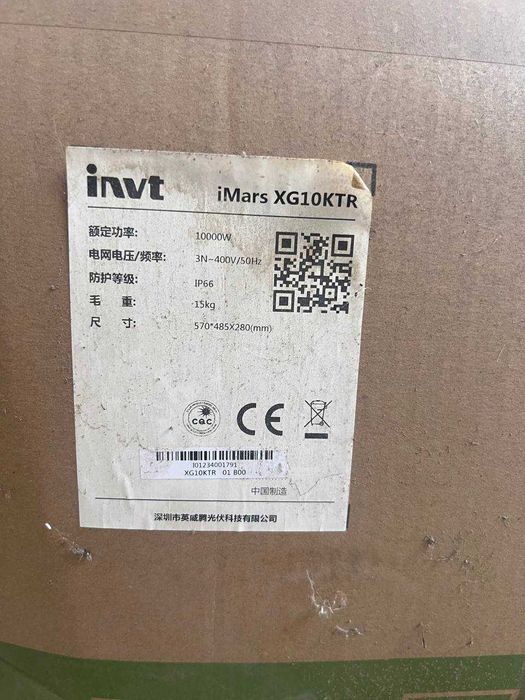 invt
iMars XG10KTR
额定功率: 10000W
电网电压/频率: 3N~400V/50Hz
防护等级: IP66
毛 重: 15kg
尺 寸: 570*485X280(mm)
CQC CE
J01234001791
XG10KTR 01 B00
中国制造
深圳市英威腾光伏科技有限公司